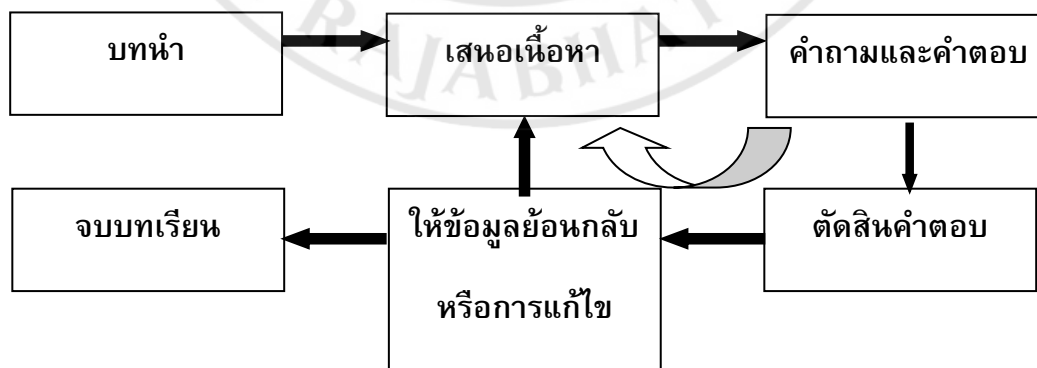 RAJABHAT
บทนำ
เสนอเนื้อหา
คำถามและคำตอบ
จบบทเรียน
ให้ข้อมูลย้อนกลับ
หรือการแก้ไข
ตัดสินคำตอบ